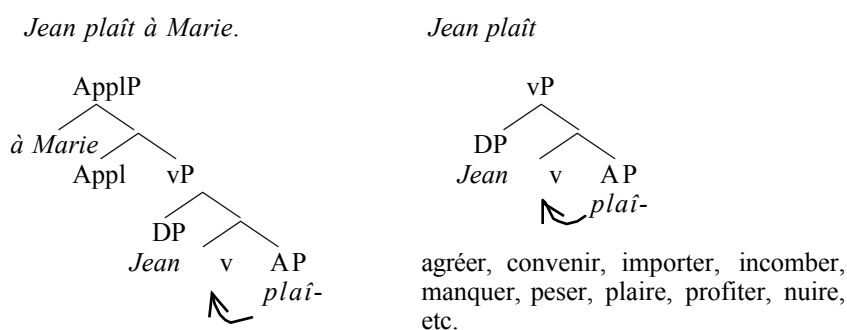 Jean plaît à Marie.
Jean plaît
ApplP
à Marie
Appl vP
DP
Jean v AP
plaî-
vP
DP
Jean v AP
plaî-
agréer, convenir, importer, incomber,
manquer, peser, plaire, profiter, nuire,
etc.